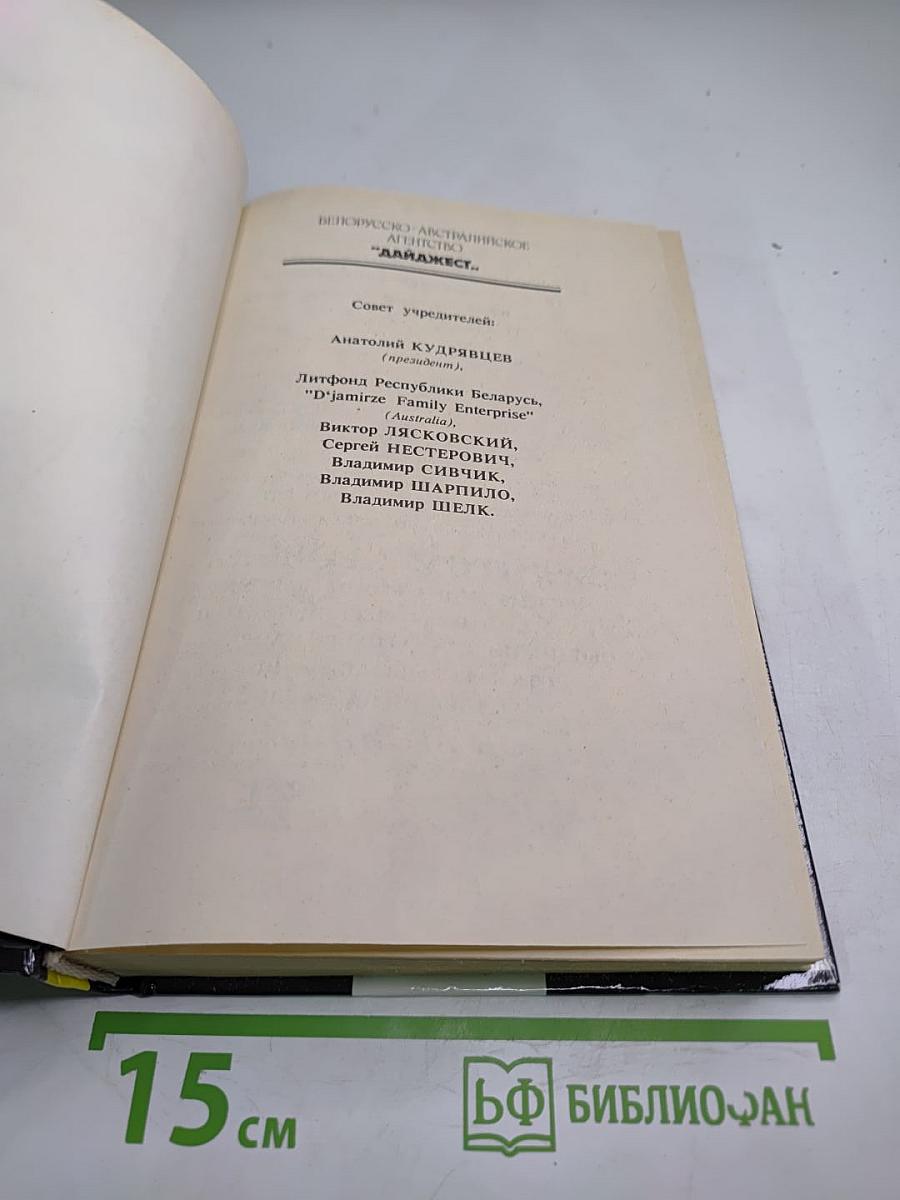 БЕЛОРУССКО-АВСТРАЛИЙСКОЕ
АГЕНТСТВО
"ДАЙДЖЕСТ"
Совет учредителей:
Анатолий КУДРЯВЦЕВ
(президент),
Литфонд Республики Беларусь,
"D'jamirze Family Enterprise"
(Australia),
Виктор ЛЯСКОВСКИЙ,
Сергей НЕСТЕРОВИЧ,
Владимир СИВЧИК,
Владимир ШАРПИЛО,
Владимир ШЕЛК.
15 см
БФ БИБЛИОФАН